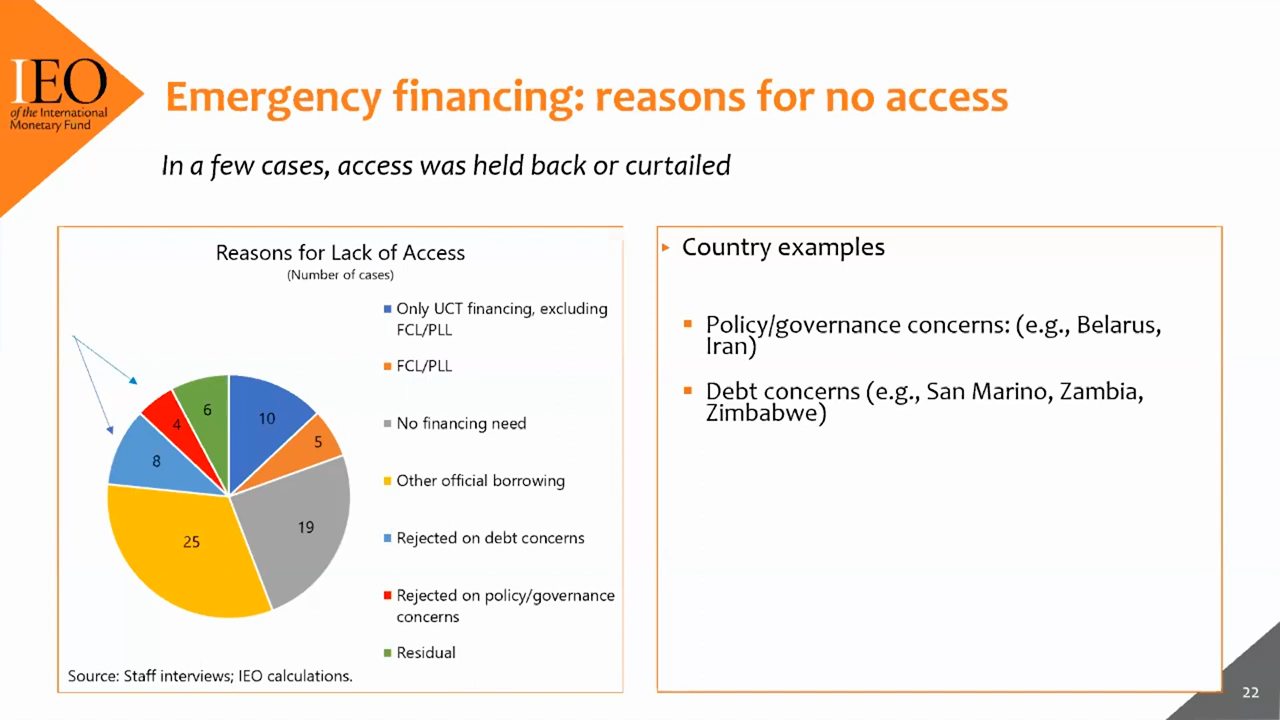 IEO
of the International
Monetary Fund
Emergency financing: reasons for no access
In a few cases, access was held back or curtailed
Reasons for Lack of Access
(Number of cases)
Only UCT financing, excluding
FCL/PLL
FCL/PLL
No financing need
Other official borrowing
Rejected on debt concerns
Rejected on policy/governance
concerns
Residual
6
10
4
5
8
19
25
Source: Staff interviews; IEO calculations.
Country examples
Policy/governance concerns: (e.g., Belarus,
Iran)
Debt concerns (e.g., San Marino, Zambia,
Zimbabwe)
22